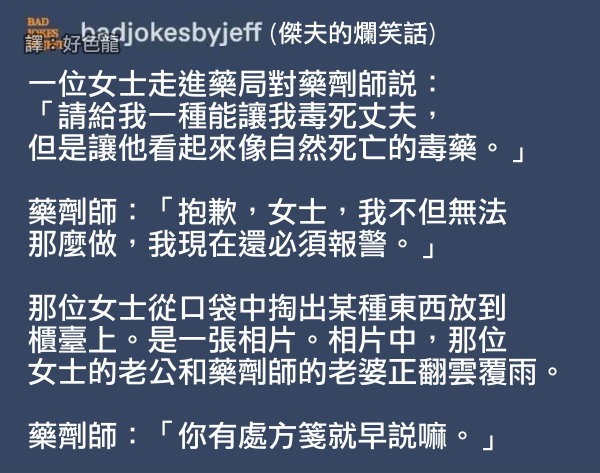 BAD
JOKES
badjokesbyjeff (傑夫的爛笑話)
譯：好色龍
一位女士走進藥局對藥劑師說：
「請給我一種能讓我毒死丈夫，
但是讓他看起來像自然死亡的毒藥。」
藥劑師：「抱歉，女士，我不但無法
那麼做，我現在還必須報警。」
那位女士從口袋中掏出某種東西放到
櫃臺上。是一張相片。相片中，那位
女士的老公和藥劑師的老婆正翻雲覆雨。
藥劑師：「你有處方箋就早說嘛。」